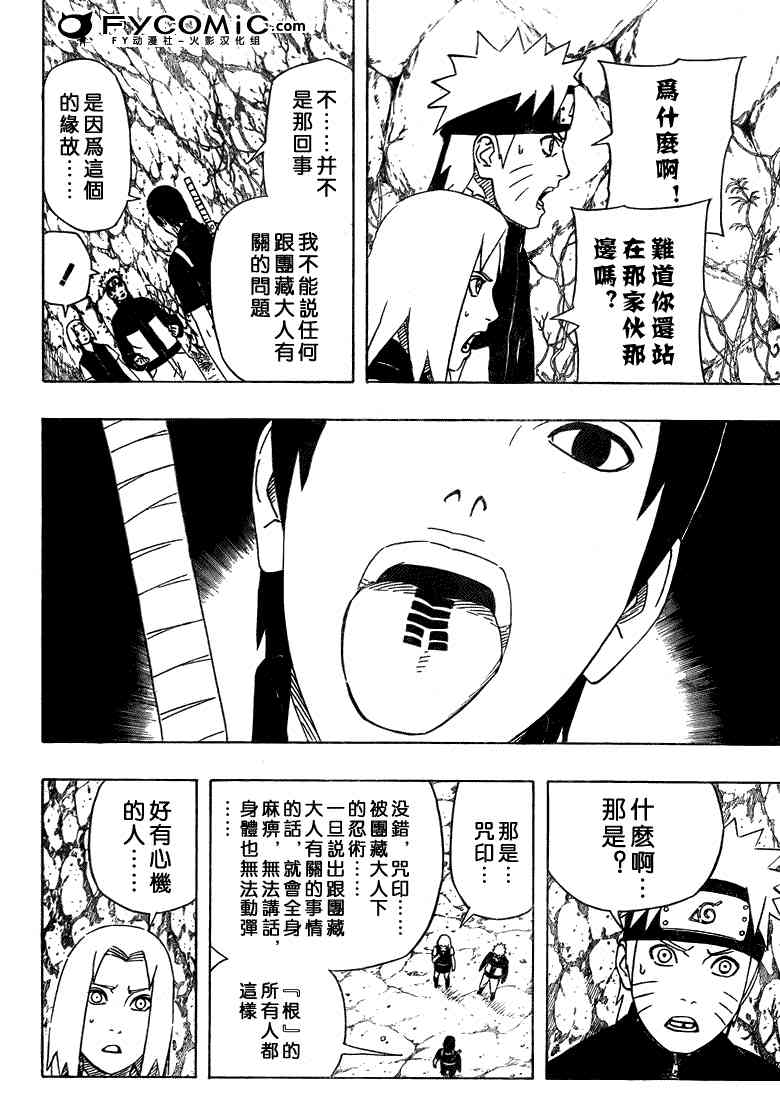 FYCOMiC.com
FY动漫社-火影汉化组
爲什麽啊！
難道你還站
在那家伙那
邊嗎？
不……并不
是那回事
我不能説任何
跟團藏大人有
關的問題
是因爲這個
的緣故……
！
什麽啊…
那是？
那是…
咒印…
没錯，咒印……
被團藏大人下
的忍術……
一旦説出跟團藏
大人有關的事情
的話，就會全身
麻痹，無法講話，
身體也無法動彈
……
『根』的
所有人都
這樣
好有心機
的人……